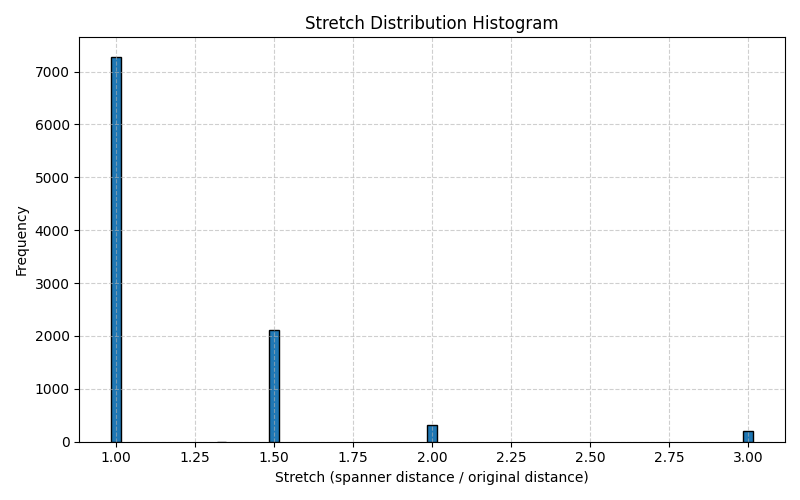 Stretch Distribution Histogram
Frequency
7000
6000
5000
4000
3000
2000
1000
0
1.00 1.25 1.50 1.75 2.00 2.25 2.50 2.75 3.00
Stretch (spanner distance / original distance)